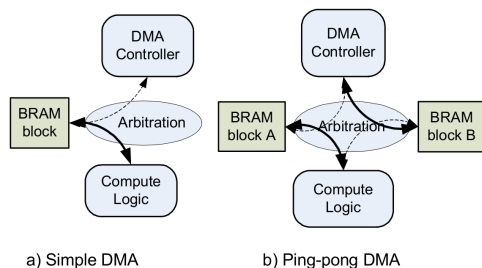 DMA
Controller
BRAM
block
Arbitration
Compute
Logic
a) Simple DMA
DMA
Controller
BRAM
block A
Arbitration
BRAM
block B
Compute
Logic
b) Ping-pong DMA